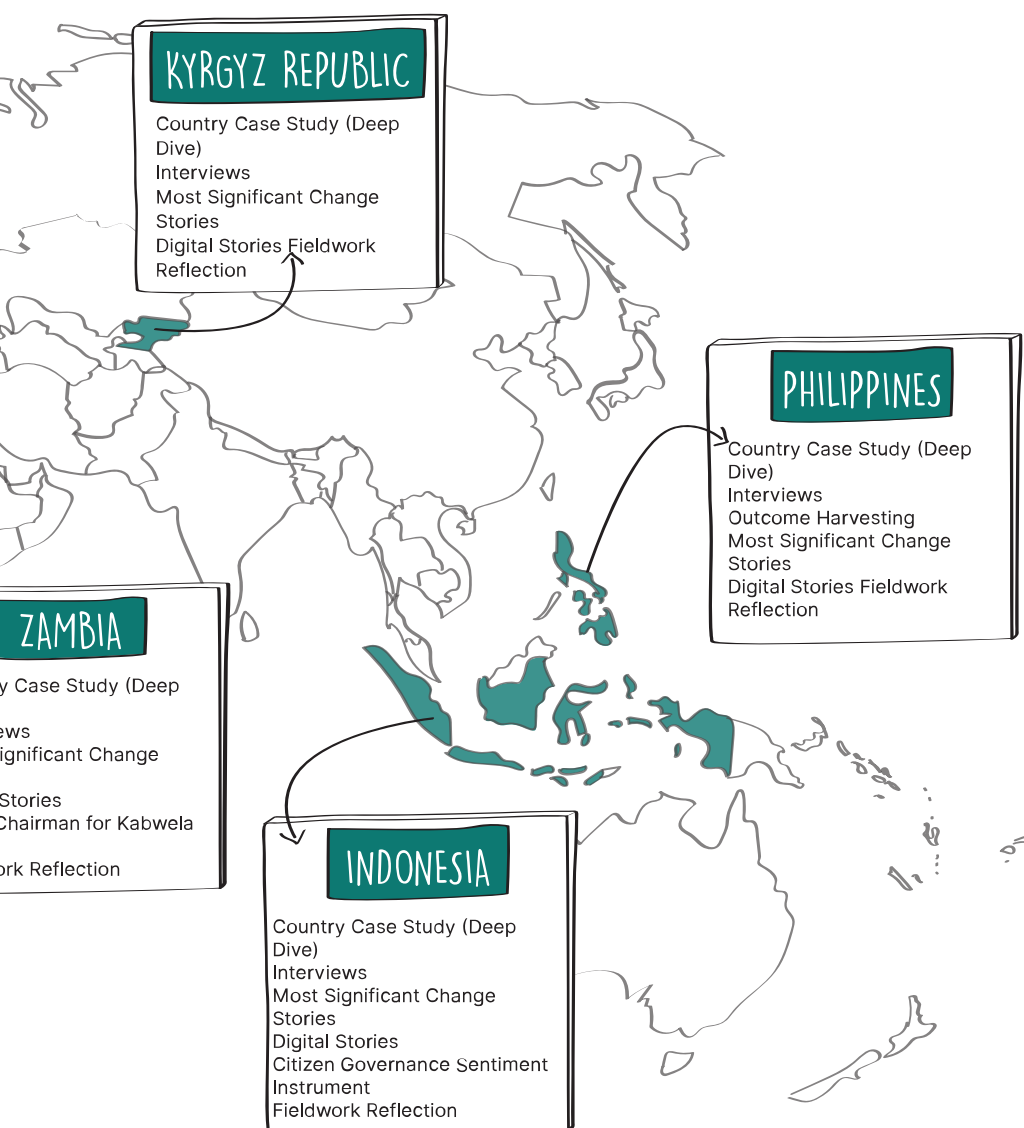 KYRGYZ REPUBLIC
Country Case Study (Deep
Dive)
Interviews
Most Significant Change
Stories
Digital Stories Fieldwork
Reflection
PHILIPPINES
Country Case Study (Deep
Dive)
Interviews
Outcome Harvesting
Most Significant Change
Stories
Digital Stories Fieldwork
Reflection
ZAMBIA
y Case Study (Deep
ews
ignificant Change
Stories
Chairman for Kabwela
ork Reflection
INDONESIA
Country Case Study (Deep
Dive)
Interviews
Most Significant Change
Stories
Digital Stories
Citizen Governance Sentiment
Instrument
Fieldwork Reflection